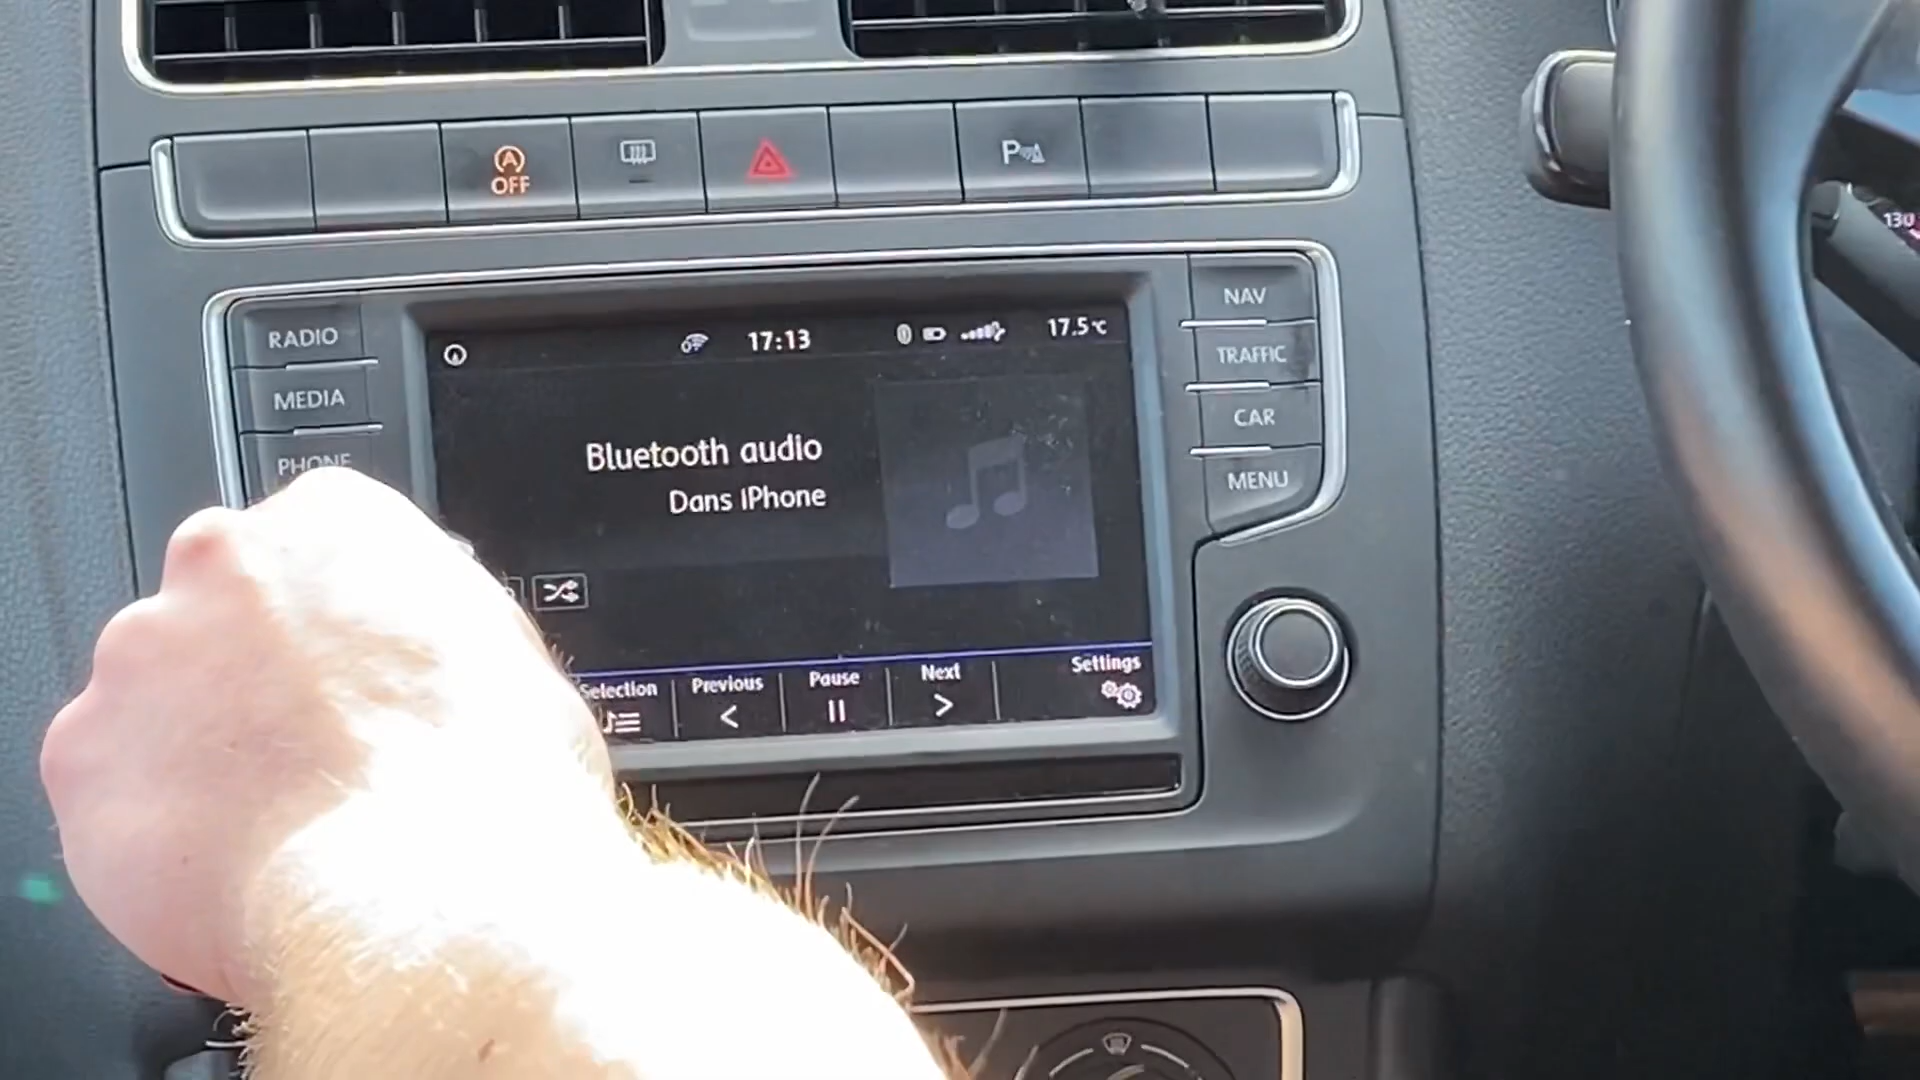 A
OFF
P
RADIO
MEDIA
PHONE
17:13
17.5°C
NAV
TRAFFIC
CAR
MENU
Bluetooth audio
Dans iPhone
Selection
Previous
Pause
Next
Settings
130